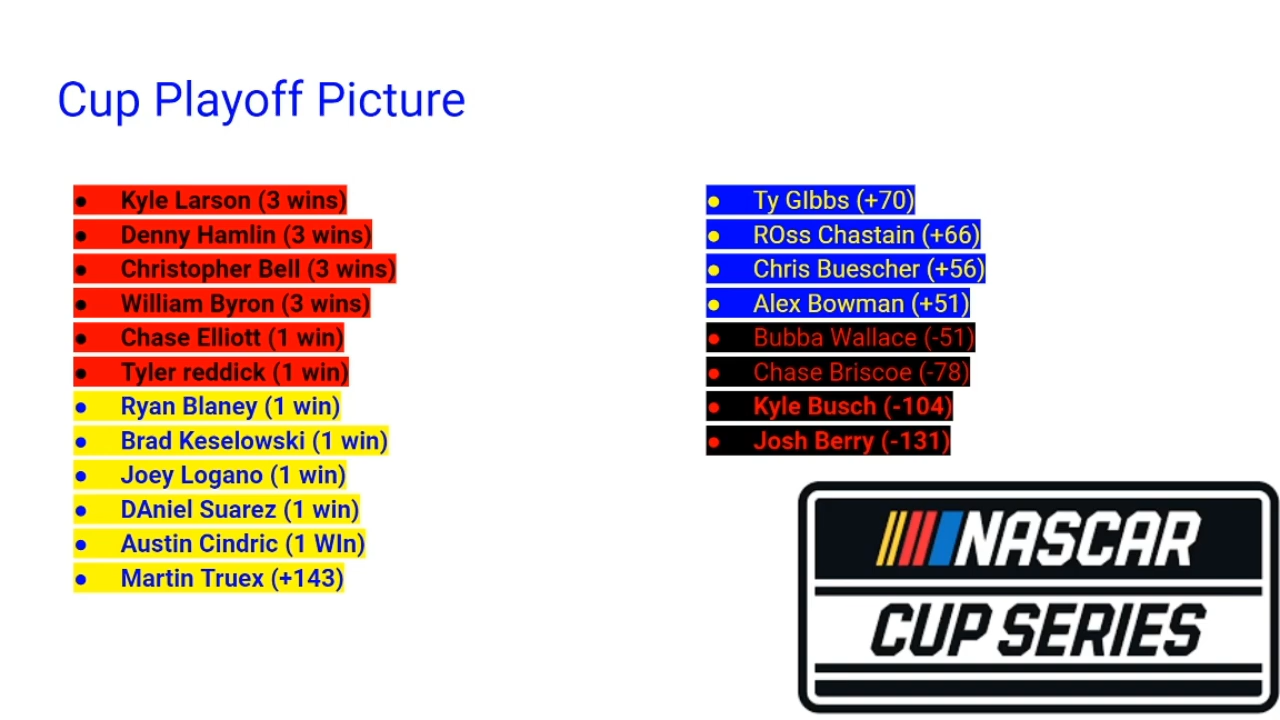 Cup Playoff Picture
● Kyle Larson (3 wins)
● Denny Hamlin (3 wins)
● Christopher Bell (3 wins)
● William Byron (3 wins)
● Chase Elliott (1 win)
● Tyler reddick (1 win)
● Ryan Blaney (1 win)
● Brad Keselowski (1 win)
● Joey Logano (1 win)
● DAniel Suarez (1 win)
● Austin Cindric (1 WIn)
● Martin Truex (+143)
● Ty GIbbs (+70)
● ROss Chastain (+66)
● Chris Buescher (+56)
● Alex Bowman (+51)
● Bubba Wallace (-51)
● Chase Briscoe (-78)
● Kyle Busch (-104)
● Josh Berry (-131)
NASCAR
CUP SERIES